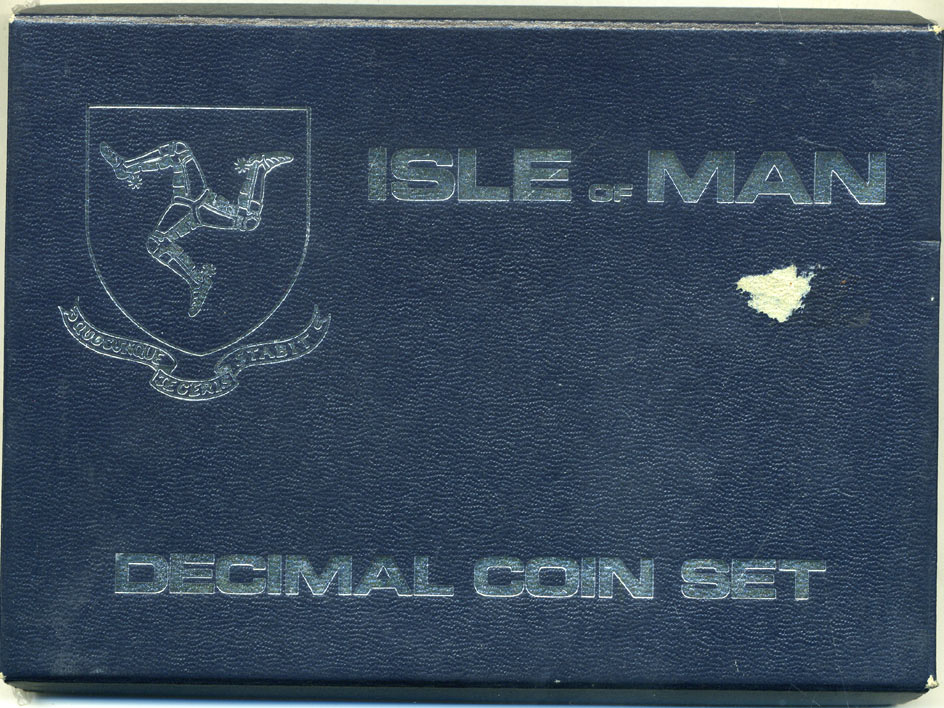 ISLE OF MAN
QUOCUNQUE
JECERIS
STABIT
DECIMAL COIN SET